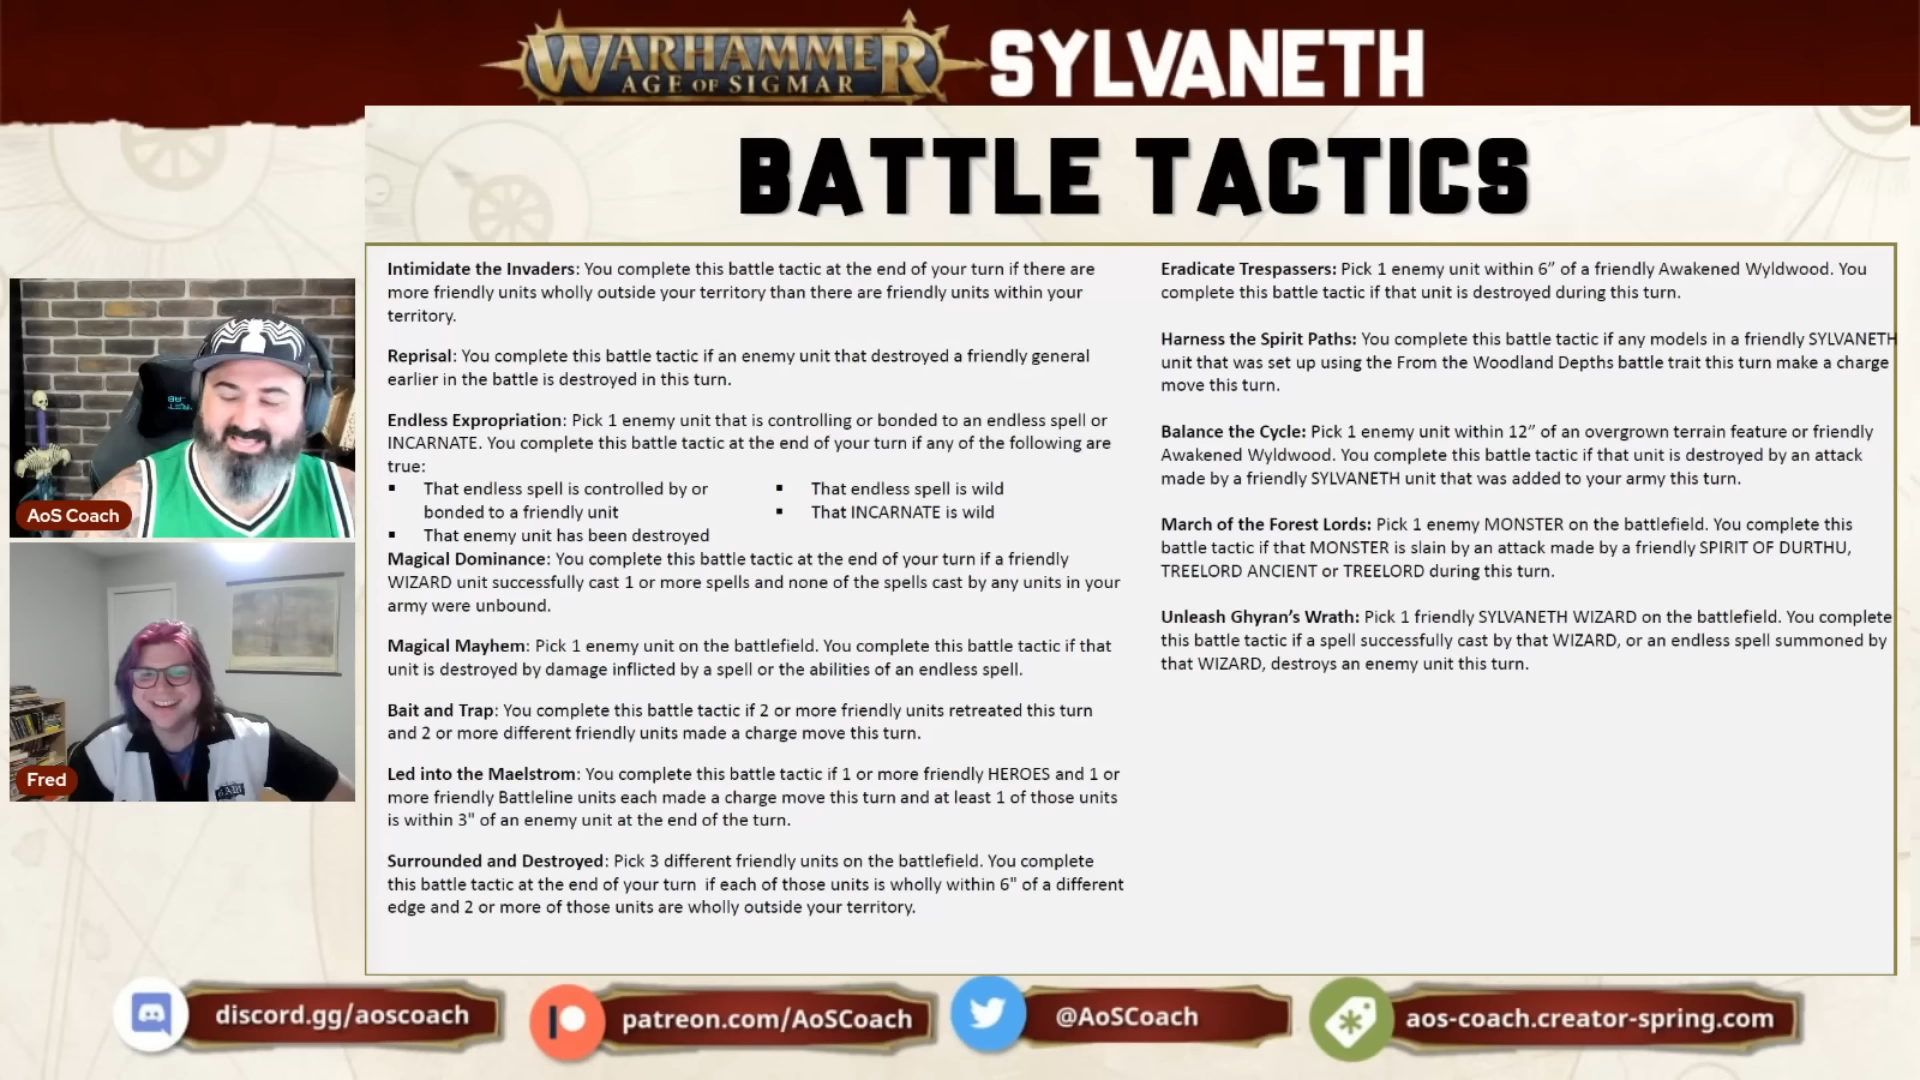 WARHAMMER
AGE OF SIGMAR
SYLVANETH
BATTLE TACTICS
Intimidate the Invaders: You complete this battle tactic at the end of your turn if there are
more friendly units wholly outside your territory than there are friendly units within your
territory.
Reprisal: You complete this battle tactic if an enemy unit that destroyed a friendly general
earlier in the battle is destroyed in this turn.
Endless Expropriation: Pick 1 enemy unit that is controlling or bonded to an endless spell or
INCARNATE. You complete this battle tactic at the end of your turn if any of the following are
true:
▪ That endless spell is controlled by or
bonded to a friendly unit
▪ That enemy unit has been destroyed
▪ That endless spell is wild
▪ That INCARNATE is wild
Magical Dominance: You complete this battle tactic at the end of your turn if a friendly
WIZARD unit successfully cast 1 or more spells and none of the spells cast by any units in your
army were unbound.
Magical Mayhem: Pick 1 enemy unit on the battlefield. You complete this battle tactic if that
unit is destroyed by damage inflicted by a spell or the abilities of an endless spell.
Bait and Trap: You complete this battle tactic if 2 or more friendly units retreated this turn
and 2 or more different friendly units made a charge move this turn.
Led into the Maelstrom: You complete this battle tactic if 1 or more friendly HEROES and 1 or
more friendly Battleline units each made a charge move this turn and at least 1 of those units
is within 3" of an enemy unit at the end of the turn.
Surrounded and Destroyed: Pick 3 different friendly units on the battlefield. You complete
this battle tactic at the end of your turn if each of those units is wholly within 6" of a different
edge and 2 or more of those units are wholly outside your territory.
Eradicate Trespassers: Pick 1 enemy unit within 6” of a friendly Awakened Wyldwood. You
complete this battle tactic if that unit is destroyed during this turn.
Harness the Spirit Paths: You complete this battle tactic if any models in a friendly SYLVANETH
unit that was set up using the From the Woodland Depths battle trait this turn make a charge
move this turn.
Balance the Cycle: Pick 1 enemy unit within 12” of an overgrown terrain feature or friendly
Awakened Wyldwood. You complete this battle tactic if that unit is destroyed by an attack
made by a friendly SYLVANETH unit that was added to your army this turn.
March of the Forest Lords: Pick 1 enemy MONSTER on the battlefield. You complete this
battle tactic if that MONSTER is slain by an attack made by a friendly SPIRIT OF DURTHU,
TREELORD ANCIENT or TREELORD during this turn.
Unleash Ghyran’s Wrath: Pick 1 friendly SYLVANETH WIZARD on the battlefield. You complete
this battle tactic if a spell successfully cast by that WIZARD, or an endless spell summoned by
that WIZARD, destroys an enemy unit this turn.
AoS Coach
Fred
discord.gg/aoscoach
patreon.com/AoSCoach
@AoSCoach
aos-coach.creator-spring.com